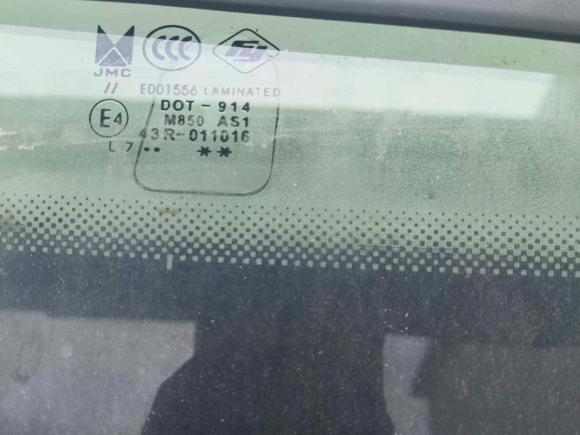 JMC
// E001556 LAMINATED
DOT-914
E4 M850 AS1
43R-011016
L 7 •• **